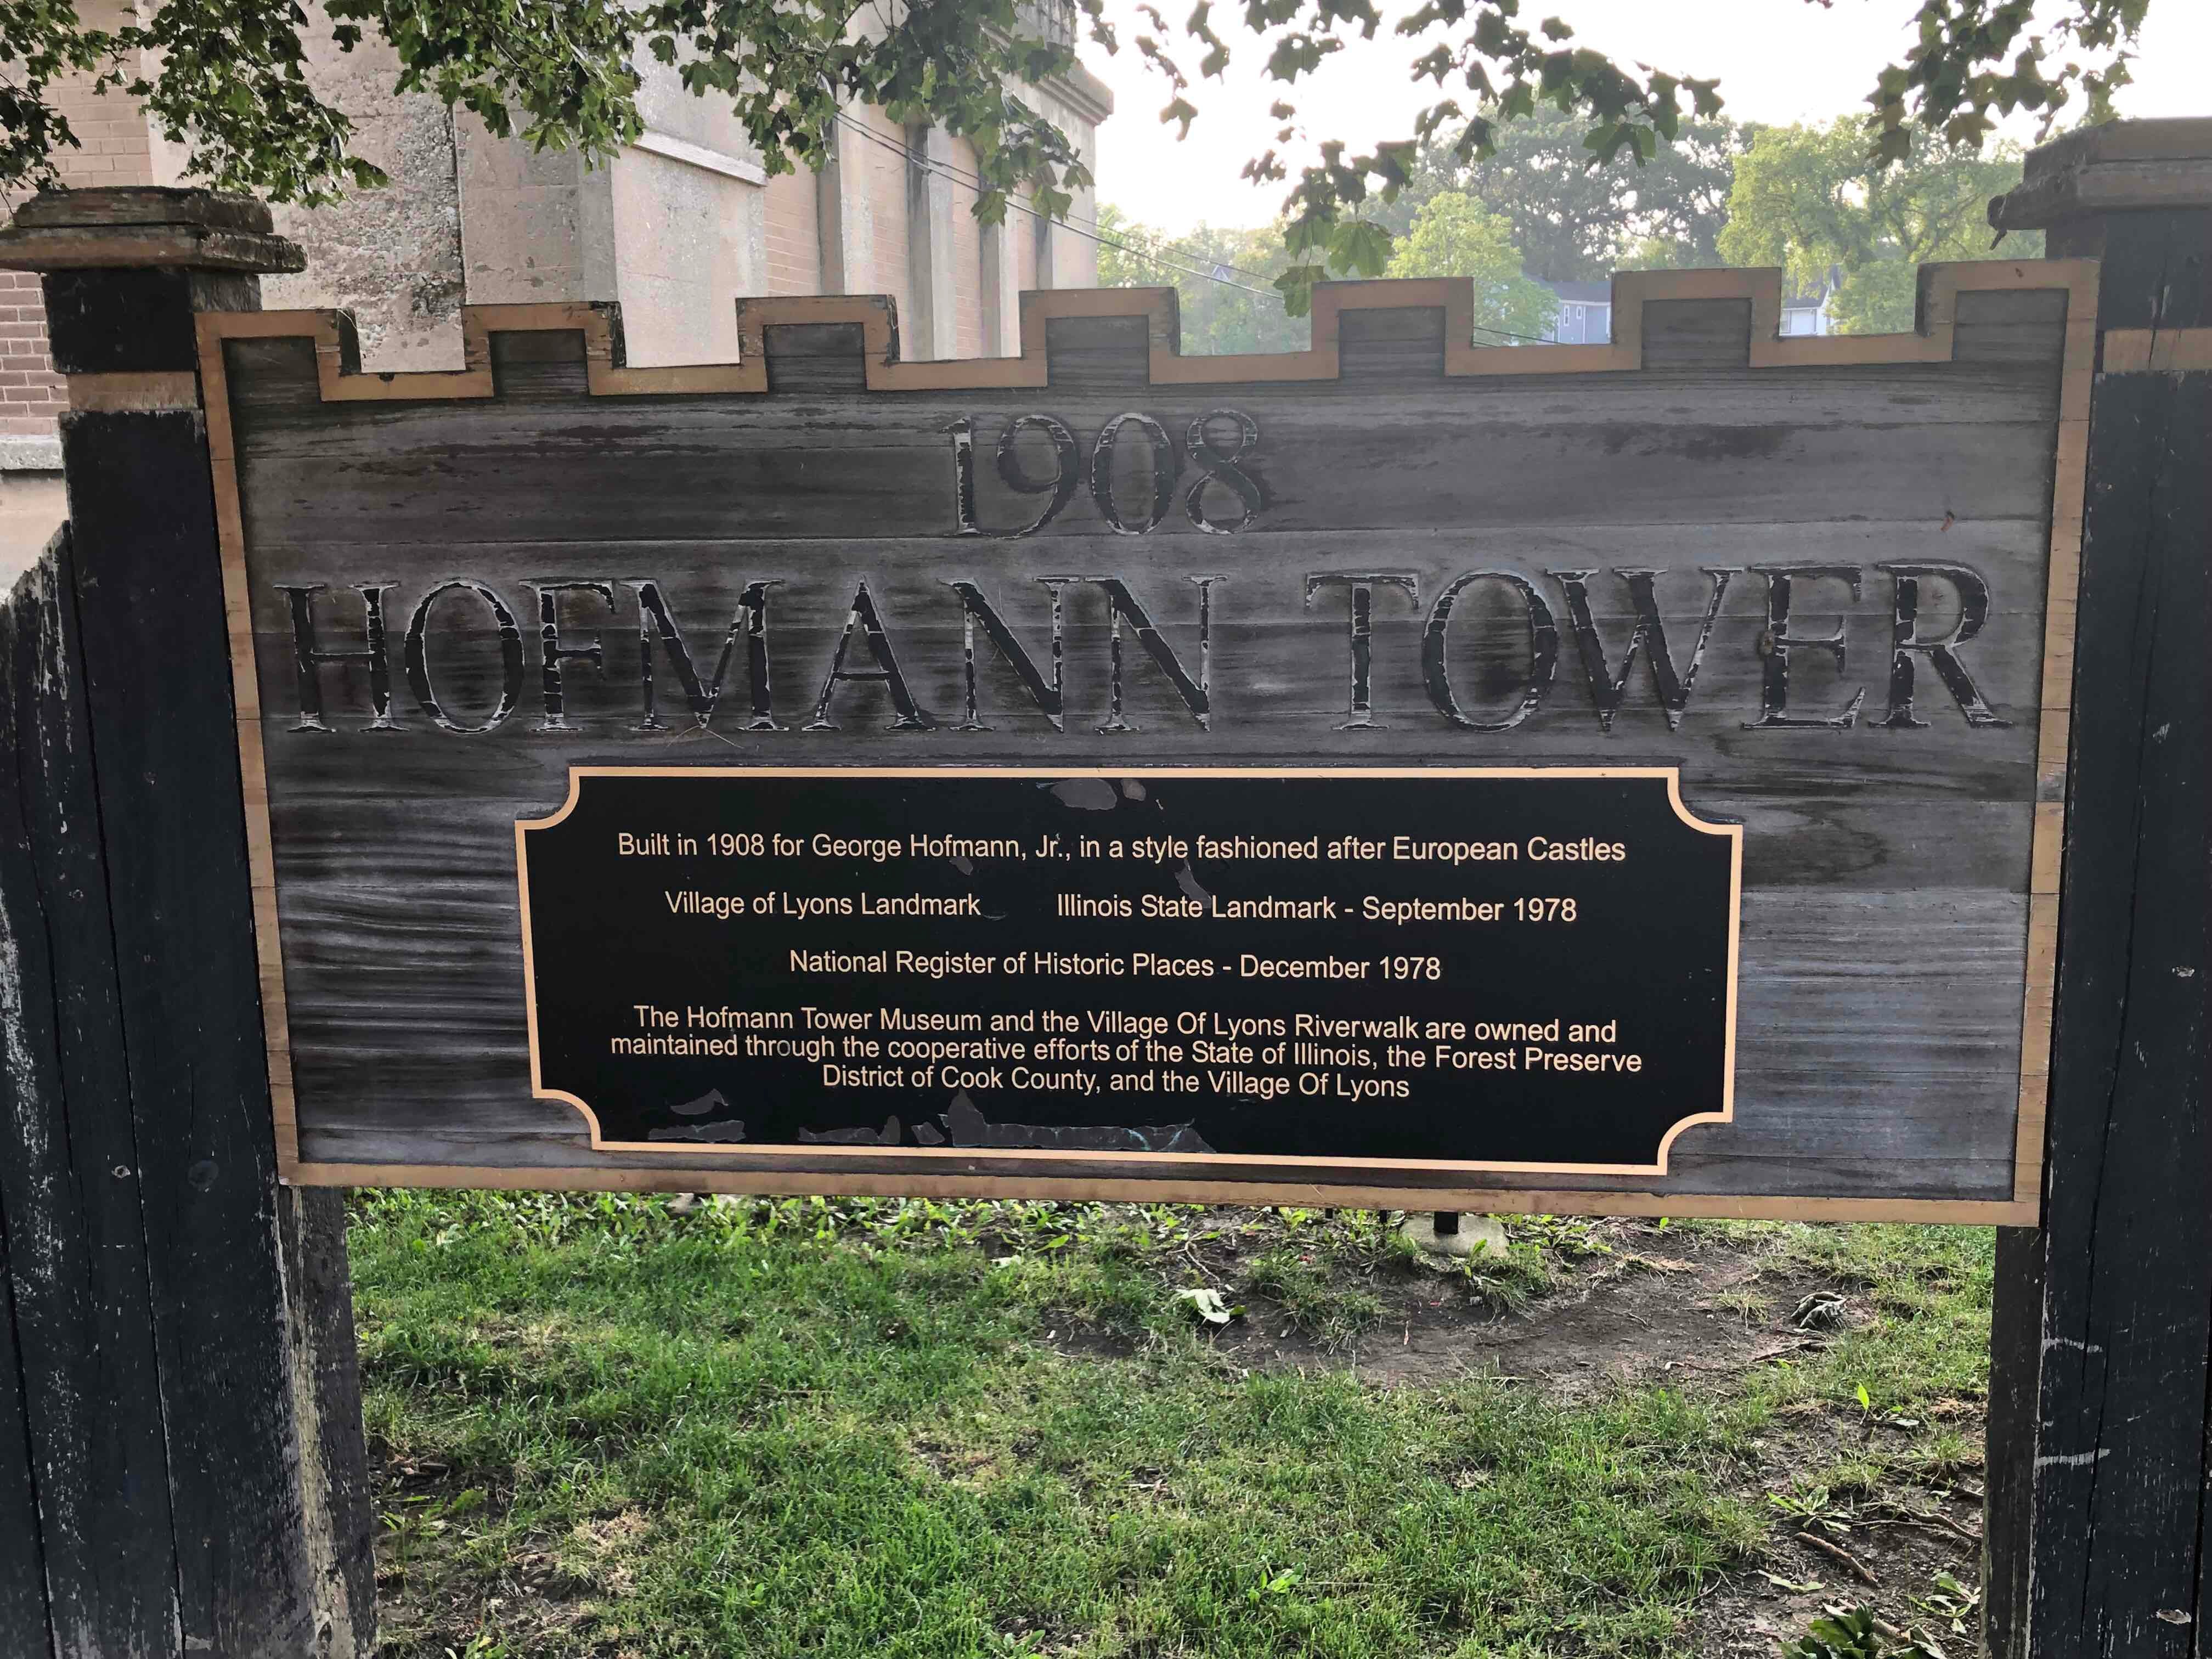 1908
HOFMANN TOWER
Built in 1908 for George Hofmann, Jr., in a style fashioned after European Castles
Village of Lyons Landmark Illinois State Landmark - September 1978
National Register of Historic Places - December 1978
The Hofmann Tower Museum and the Village Of Lyons Riverwalk are owned and
maintained through the cooperative efforts of the State of Illinois, the Forest Preserve
District of Cook County, and the Village Of Lyons